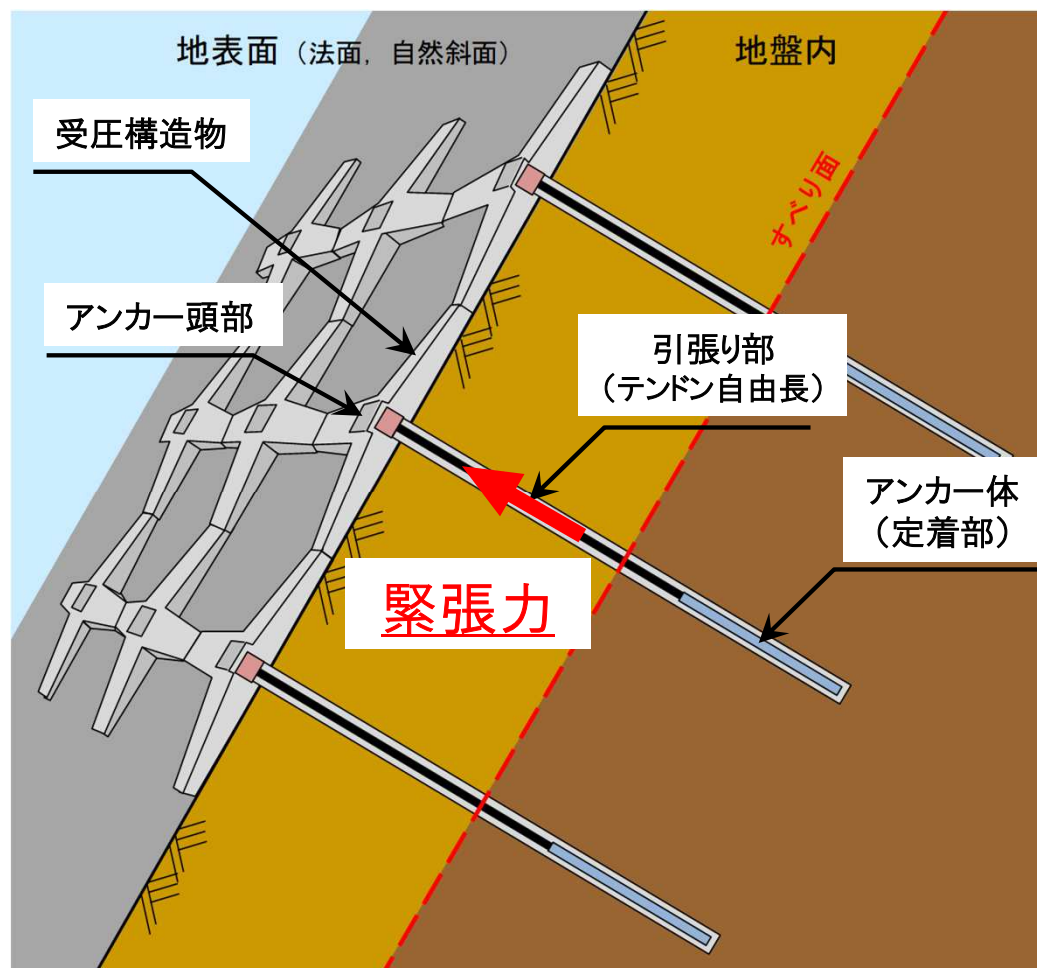 地表面（法面，自然斜面）
地盤内
受圧構造物
すべり面
アンカー頭部
引張り部
（テンドン自由長）
アンカー体
（定着部）
緊張力